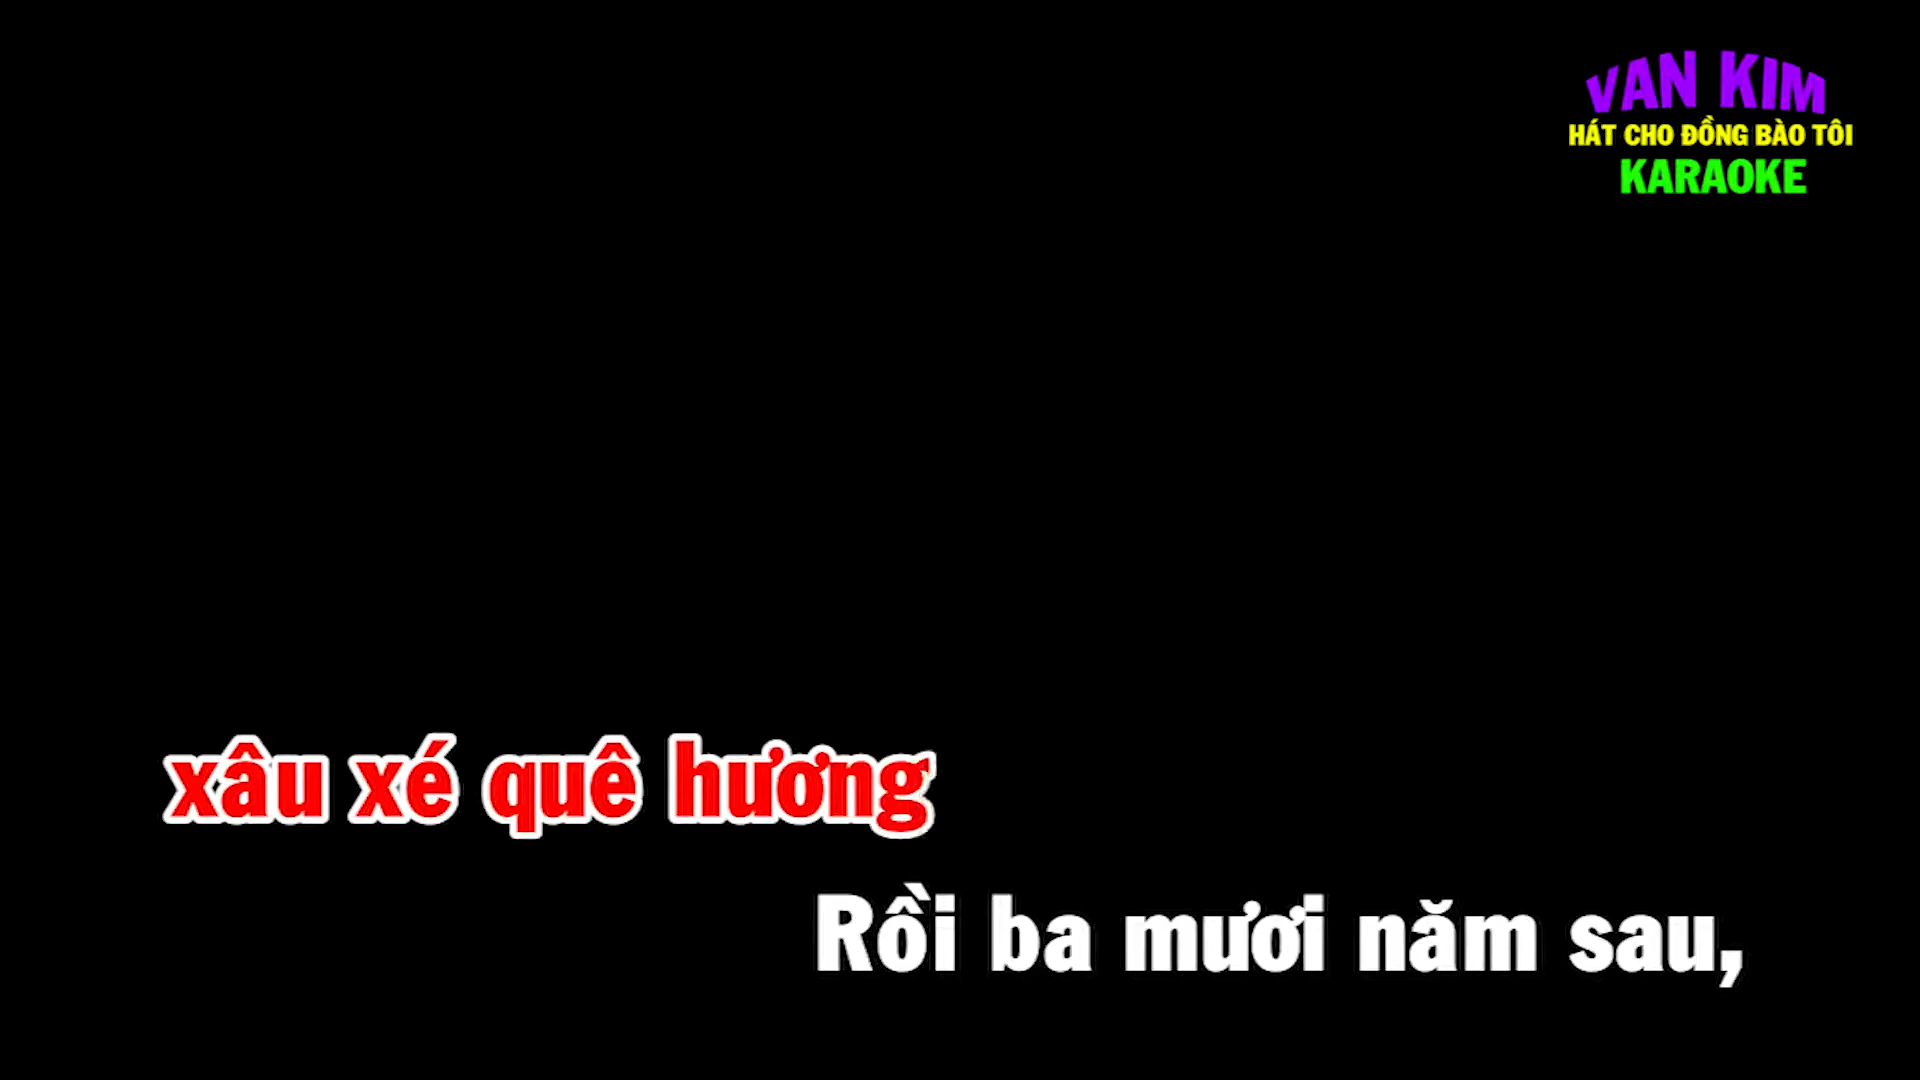 VAN KIM
HÁT CHO ĐỒNG BÀO TÔI
KARAOKE
xâu xé quê hương
Rồi ba mươi năm sau,